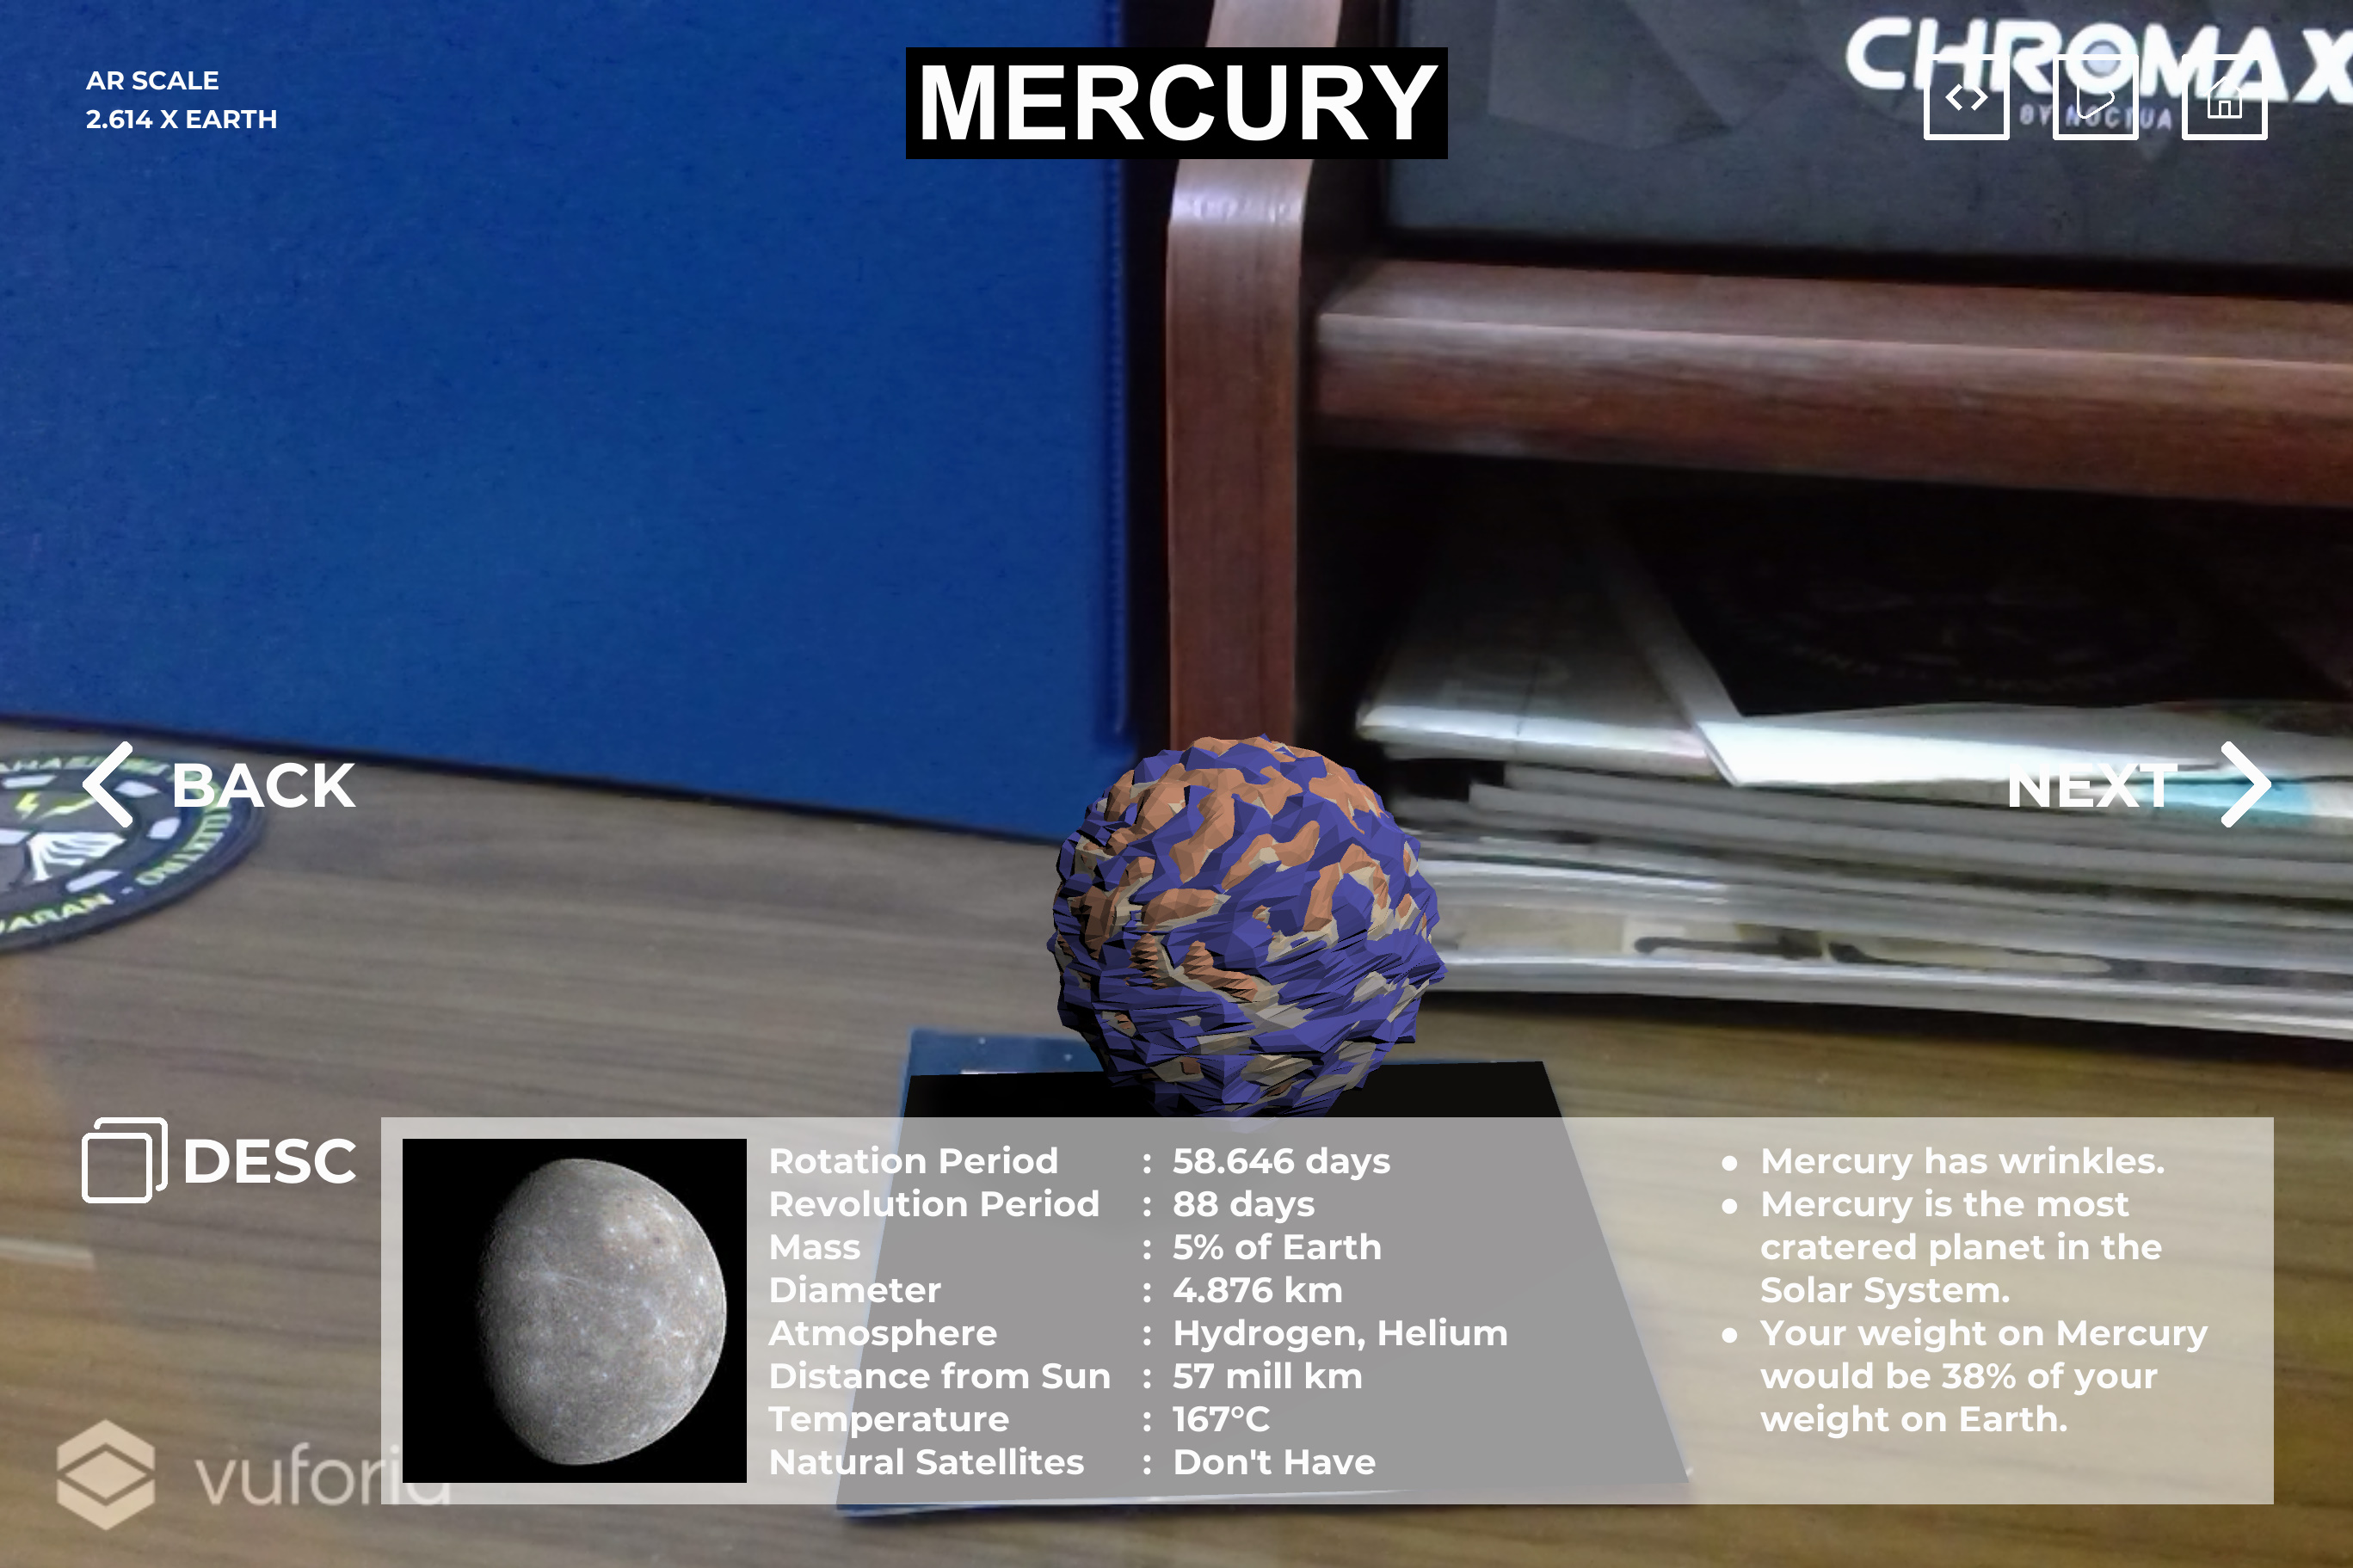 AR SCALE
2.614 X EARTH
MERCURY
CHROMAX
BY NOCTUA
BACK
NEXT
DESC
Rotation Period : 58.646 days
Revolution Period : 88 days
Mass : 5% of Earth
Diameter : 4.876 km
Atmosphere : Hydrogen, Helium
Distance from Sun : 57 mill km
Temperature : 167°C
Natural Satellites : Don't Have
● Mercury has wrinkles.
● Mercury is the most
cratered planet in the
Solar System.
● Your weight on Mercury
would be 38% of your
weight on Earth.
vuforia